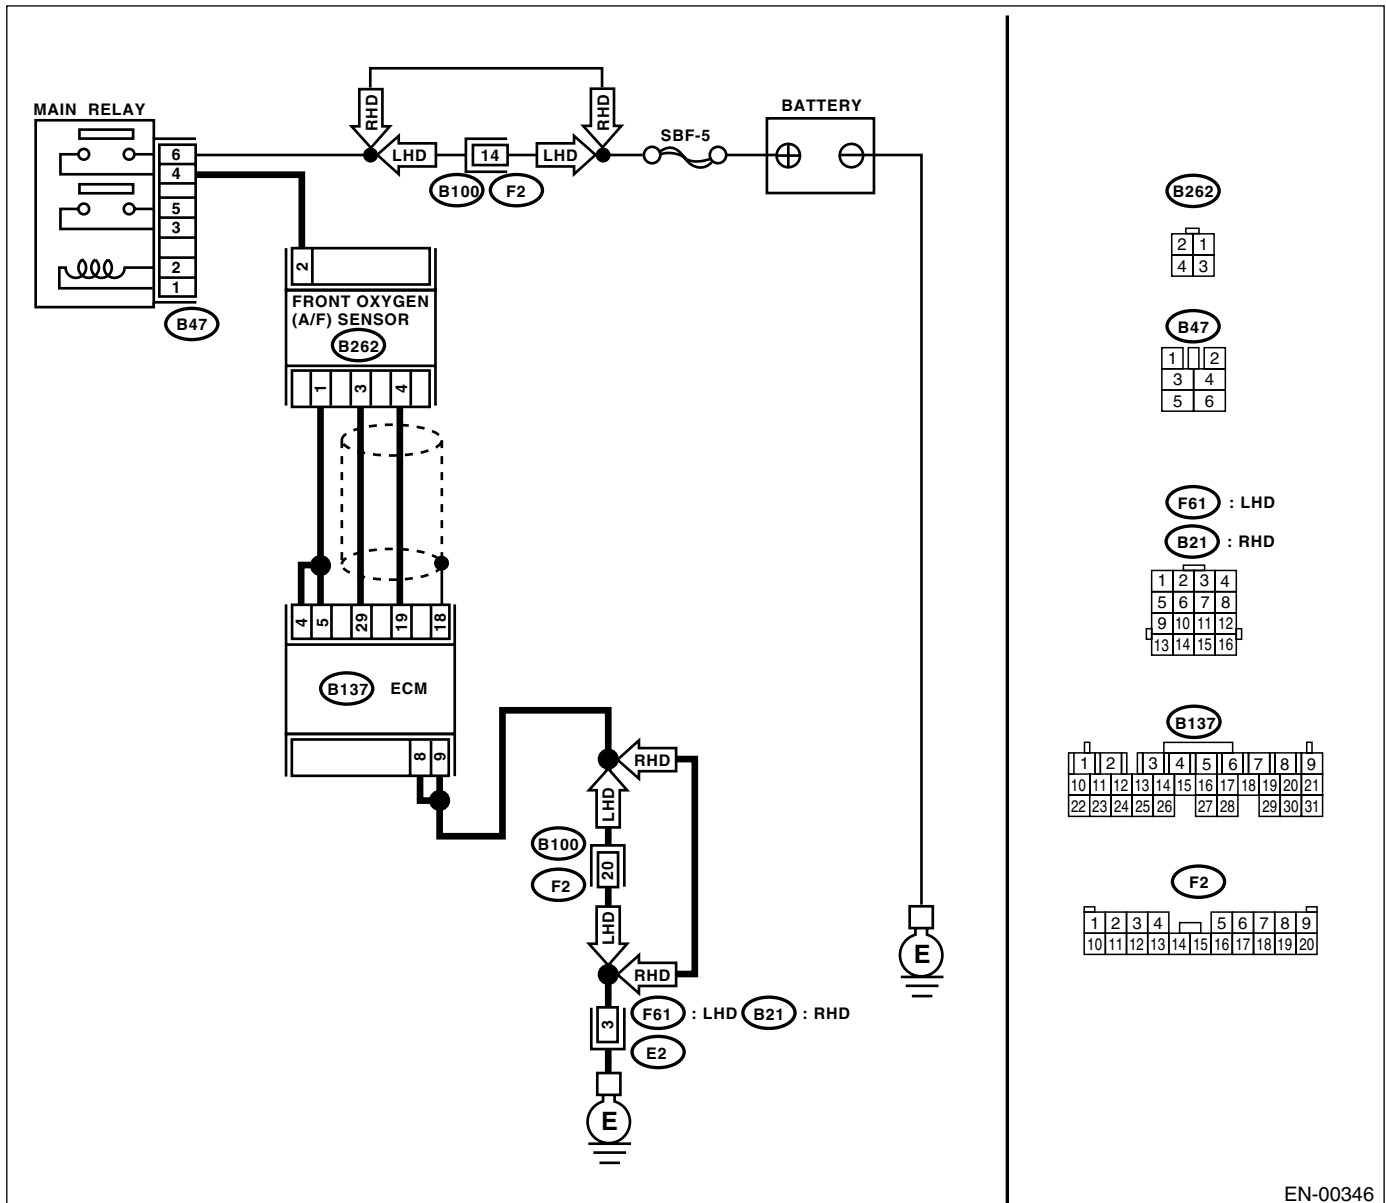 MAIN RELAY
6
4
5
3
2
1
B47
RHD
RHD
LHD
14
LHD
B100
F2
SBF-5
BATTERY
2
FRONT OXYGEN
(A/F) SENSOR
B262
1
3
4
4
5
29
19
18
B137
ECM
8
9
RHD
LHD
B100
20
F2
LHD
RHD
3
F61 : LHD B21 : RHD
E2
E
E
B262
2 1
4 3
B47
1 2
3 4
5 6
F61 : LHD
B21 : RHD
1 2 3 4
5 6 7 8
9 10 11 12
13 14 15 16
B137
1 2 3 4 5 6 7 8 9
10 11 12 13 14 15 16 17 18 19 20 21
22 23 24 25 26 27 28 29 30 31
F2
1 2 3 4 5 6 7 8 9
10 11 12 13 14 15 16 17 18 19 20
EN-00346